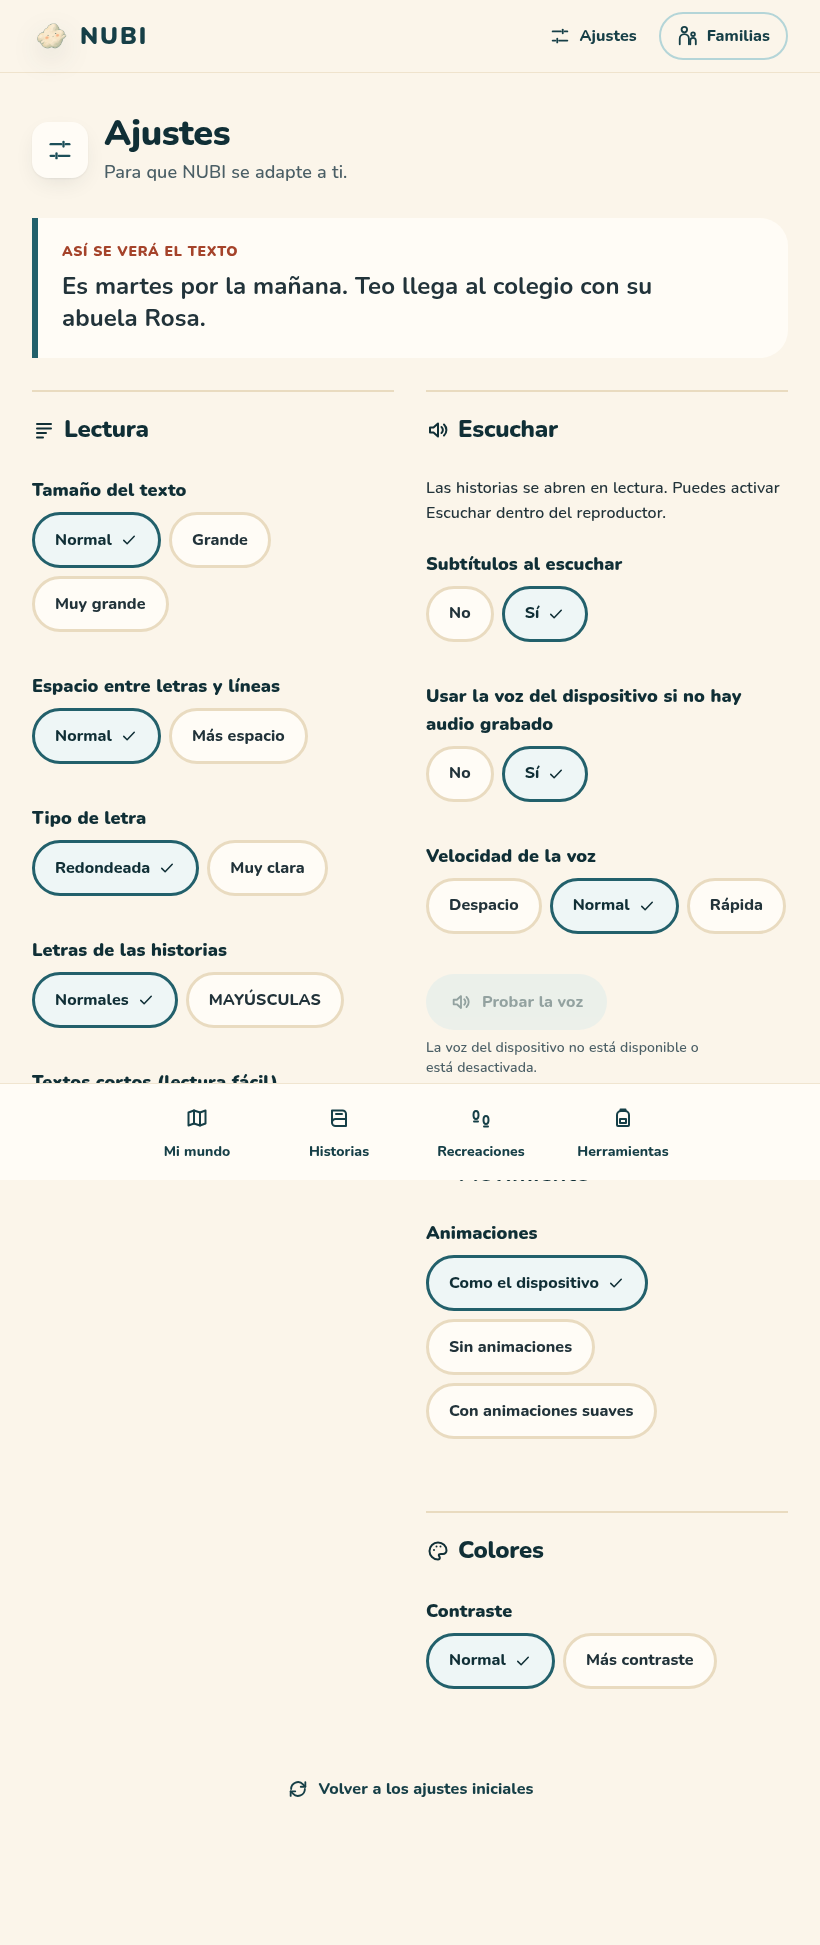 NUBI
Ajustes
Familias
Ajustes
Para que NUBI se adapte a ti.
ASÍ SE VERÁ EL TEXTO
Es martes por la mañana. Teo llega al colegio con su
abuela Rosa.
Lectura
Tamaño del texto
Normal
Grande
Muy grande
Espacio entre letras y líneas
Normal
Más espacio
Tipo de letra
Redondeada
Muy clara
Letras de las historias
Normales
MAYÚSCULAS
Textos cortos (lectura fácil)
Escuchar
Las historias se abren en lectura. Puedes activar
Escuchar dentro del reproductor.
Subtítulos al escuchar
No
Sí
Usar la voz del dispositivo si no hay
audio grabado
No
Sí
Velocidad de la voz
Despacio
Normal
Rápida
Probar la voz
La voz del dispositivo no está disponible o
está desactivada.
Mi mundo
Historias
Recreaciones
Herramientas
Animaciones
Como el dispositivo
Sin animaciones
Con animaciones suaves
Colores
Contraste
Normal
Más contraste
Volver a los ajustes iniciales